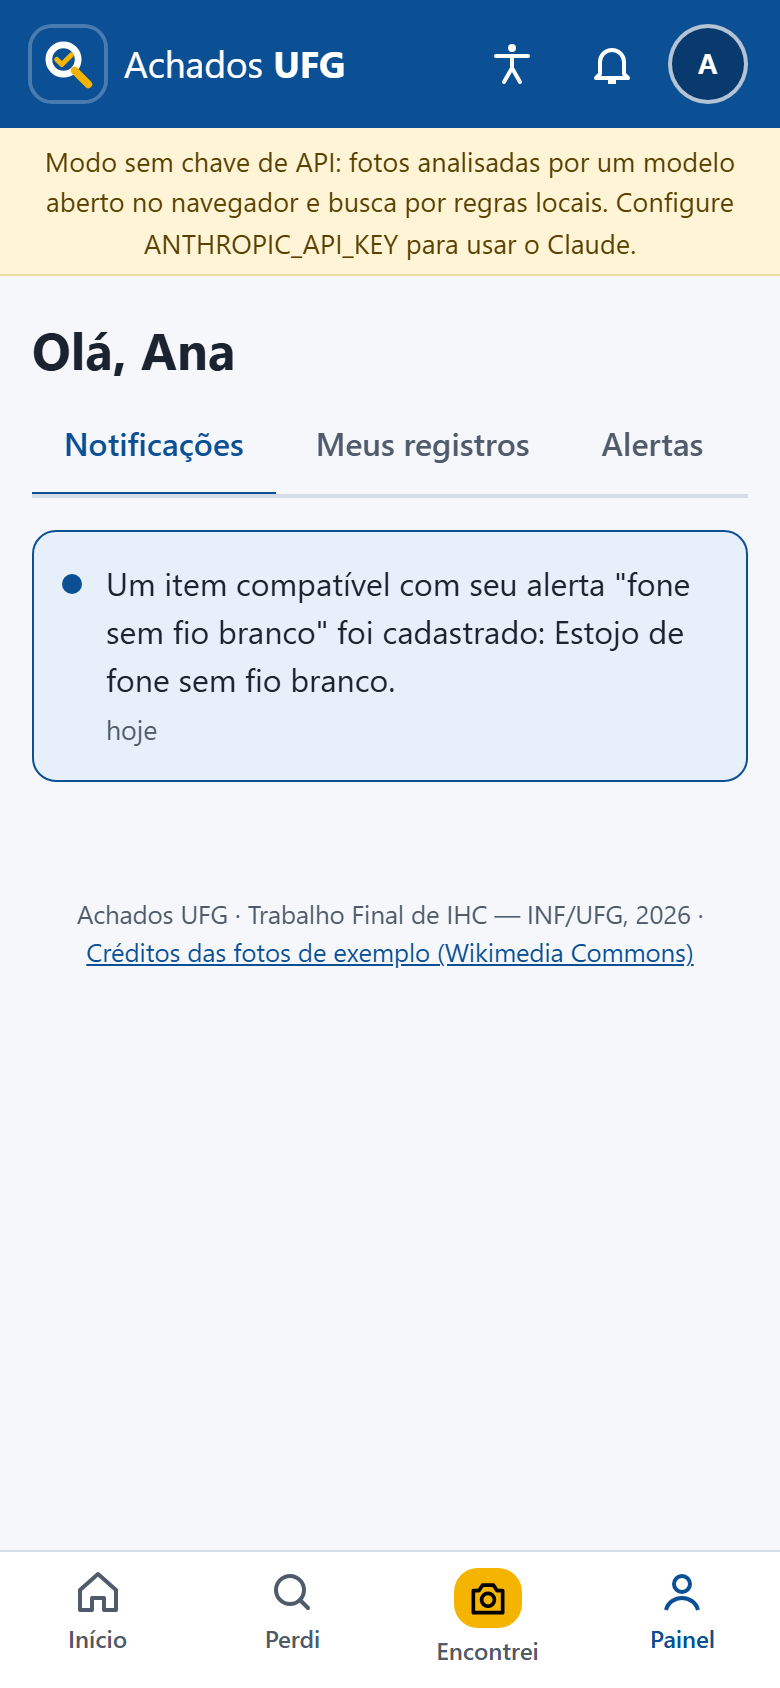 Achados UFG
A
Modo sem chave de API: fotos analisadas por um modelo
aberto no navegador e busca por regras locais. Configure
ANTHROPIC_API_KEY para usar o Claude.
Olá, Ana
Notificações
Meus registros
Alertas
Um item compatível com seu alerta "fone
sem fio branco" foi cadastrado: Estojo de
fone sem fio branco.
hoje
Achados UFG · Trabalho Final de IHC — INF/UFG, 2026 ·
Créditos das fotos de exemplo (Wikimedia Commons)
Início
Perdi
Encontrei
Painel